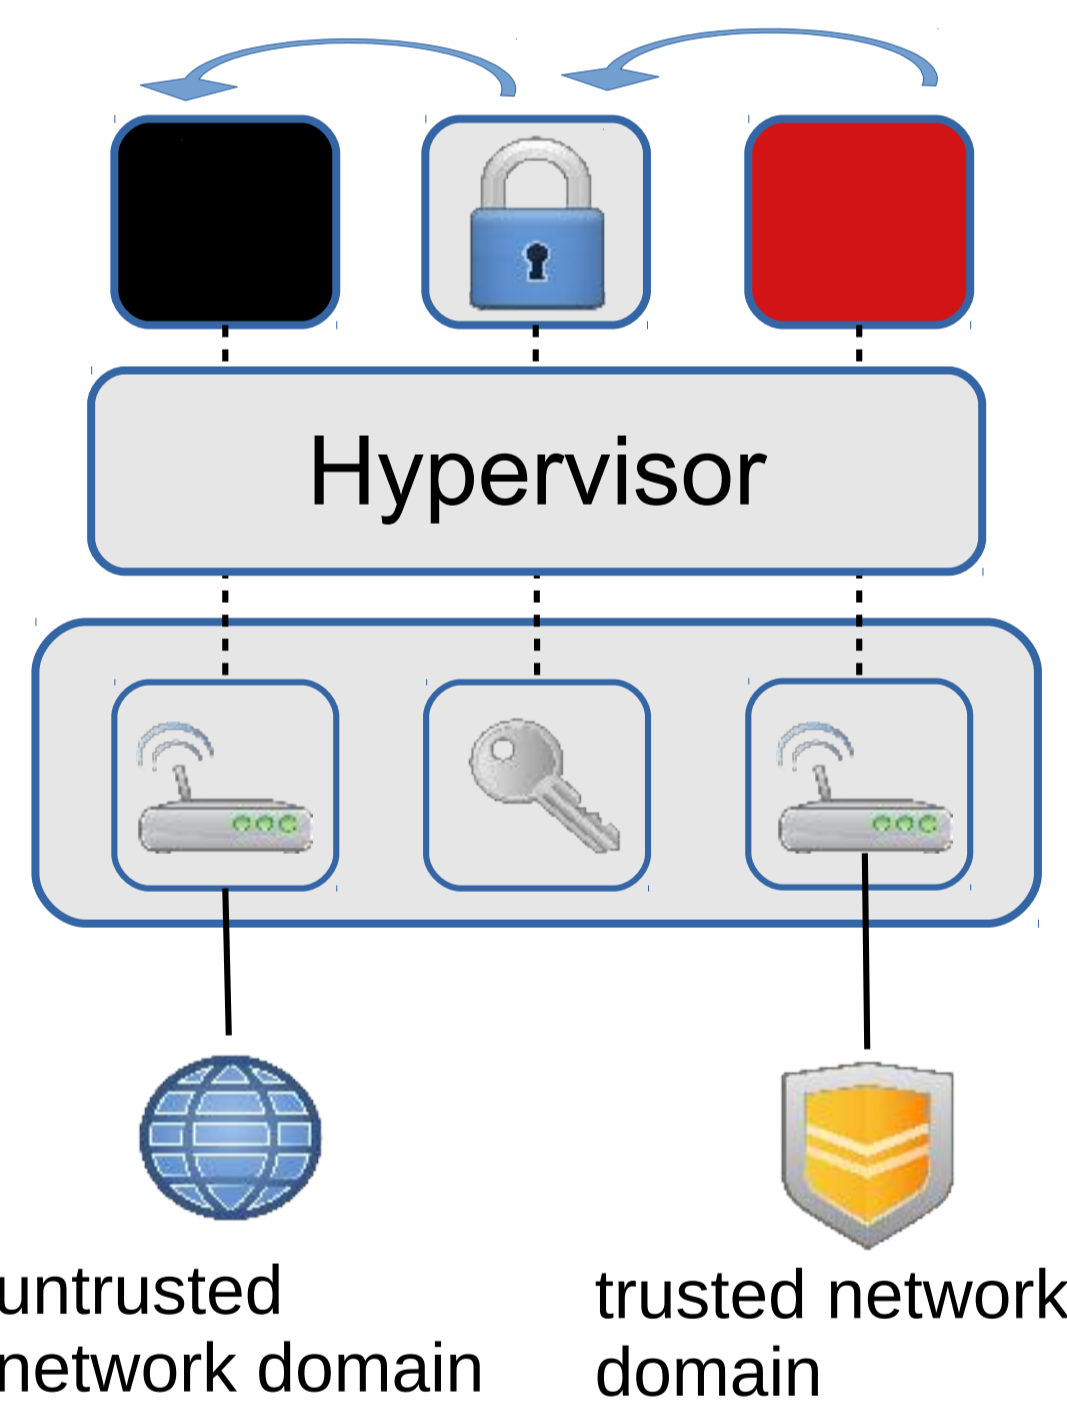 Hypervisor
untrusted
network domain
trusted network
domain